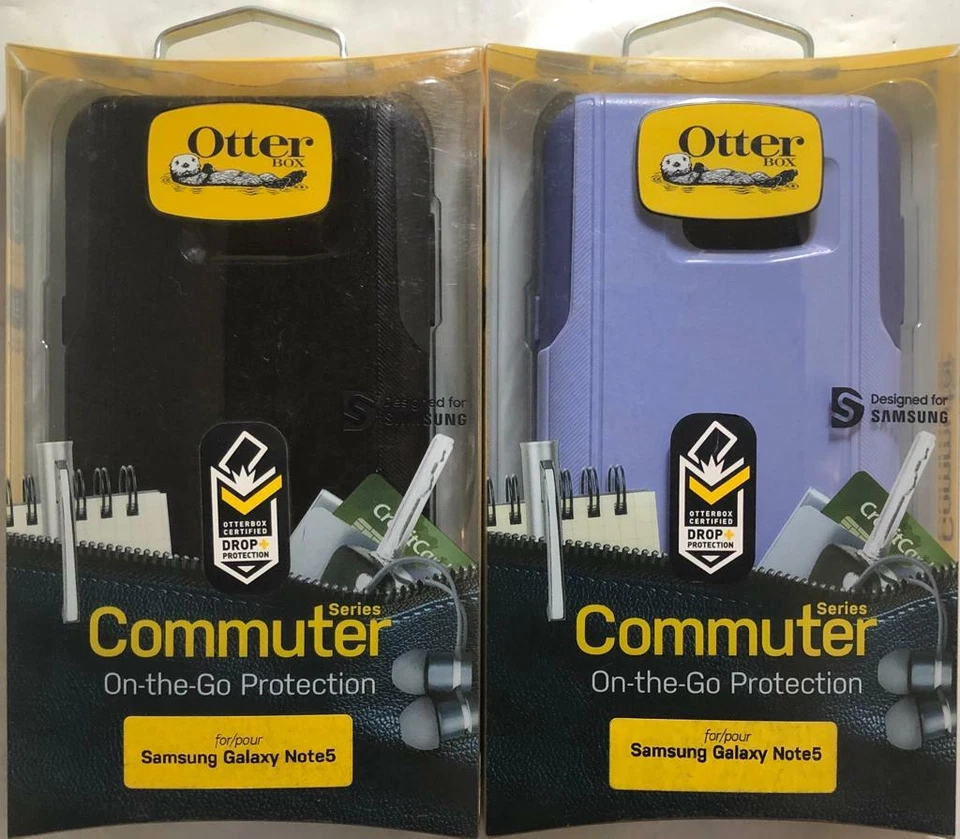 Otter
BOX
Designed for
SAMSUNG
OTTERBOX
CERTIFIED
DROP+
PROTECTION
Series
Commuter
On-the-Go Protection
for/pour
Samsung Galaxy Note5
Otter
BOX
Designed for
SAMSUNG
OTTERBOX
CERTIFIED
DROP+
PROTECTION
Series
Commuter
On-the-Go Protection
for/pour
Samsung Galaxy Note5
Commuter